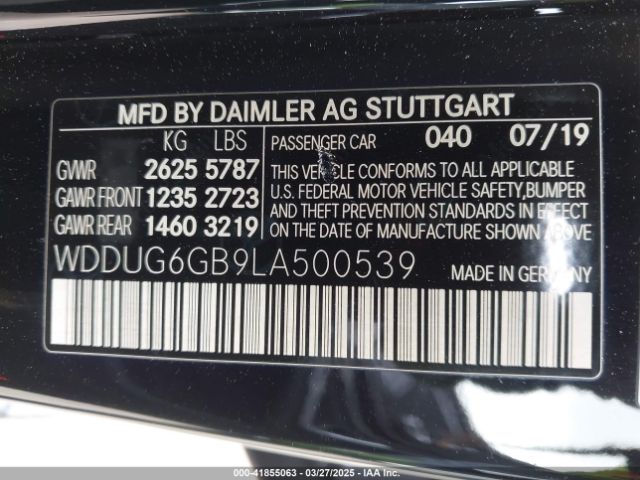 MFD BY DAIMLER AG STUTTGART
KG LBS
GVWR 2625 5787
GAWR FRONT 1235 2723
GAWR REAR 1460 3219
PASSENGER CAR 040 07/19
THIS VEHICLE CONFORMS TO ALL APPLICABLE
U.S. FEDERAL MOTOR VEHICLE SAFETY, BUMPER
AND THEFT PREVENTION STANDARDS IN EFFECT
ON THE DATE OF MANUFACTURE SHOWN ABOVE.
WDDUG6GB9LA500539
MADE IN GERMANY
000-41855063 — 03/27/2025 — IAA Inc.